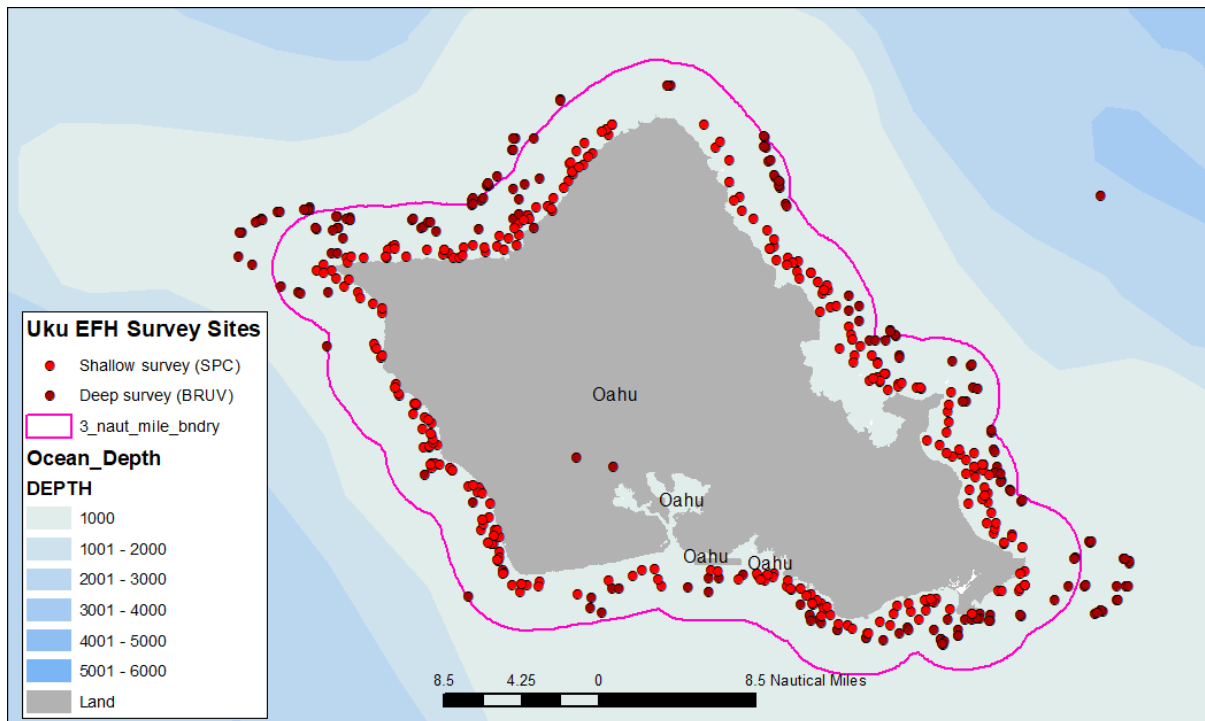 Oahu
Oahu
Oahu
Oahu
Uku EFH Survey Sites
Shallow survey (SPC)
Deep survey (BRUV)
3_naut_mile_bndry
Ocean_Depth
DEPTH
1000
1001 - 2000
2001 - 3000
3001 - 4000
4001 - 5000
5001 - 6000
Land
8.5 4.25 0 8.5 Nautical Miles